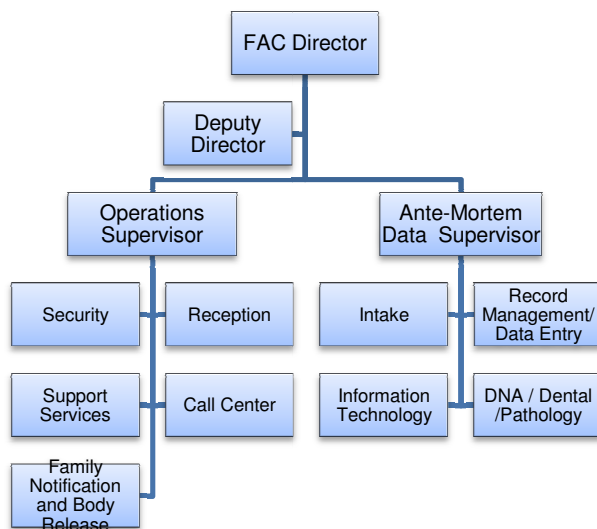 FAC Director
Deputy
Director
Operations
Supervisor
Ante-Mortem
Data Supervisor
Security
Reception
Intake
Record
Management/
Data Entry
Support
Services
Call Center
Information
Technology
DNA / Dental
/Pathology
Family
Notification
and Body
Release